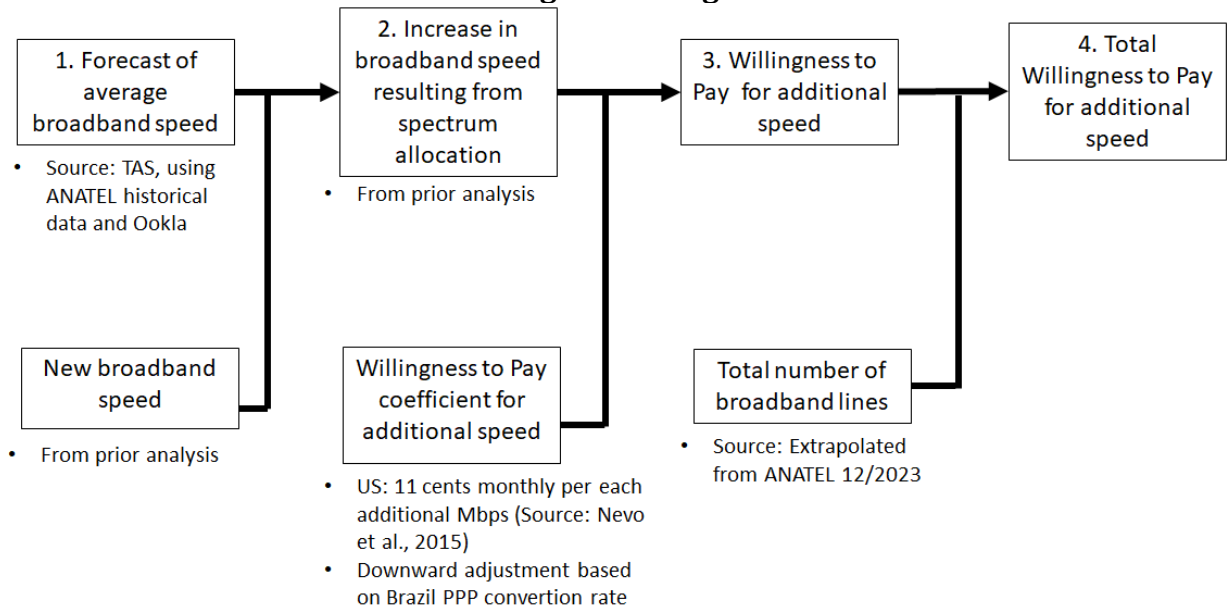 1. Forecast of
average
broadband speed
• Source: TAS, using
ANATEL historical
data and Ookla
2. Increase in
broadband speed
resulting from
spectrum
allocation
• From prior analysis
3. Willingness to
Pay for additional
speed
4. Total
Willingness to Pay
for additional
speed
New broadband
speed
• From prior analysis
Willingness to Pay
coefficient for
additional speed
• US: 11 cents monthly per each
additional Mbps (Source: Nevo
et al., 2015)
• Downward adjustment based
on Brazil PPP convertion rate
Total number of
broadband lines
• Source: Extrapolated
from ANATEL 12/2023